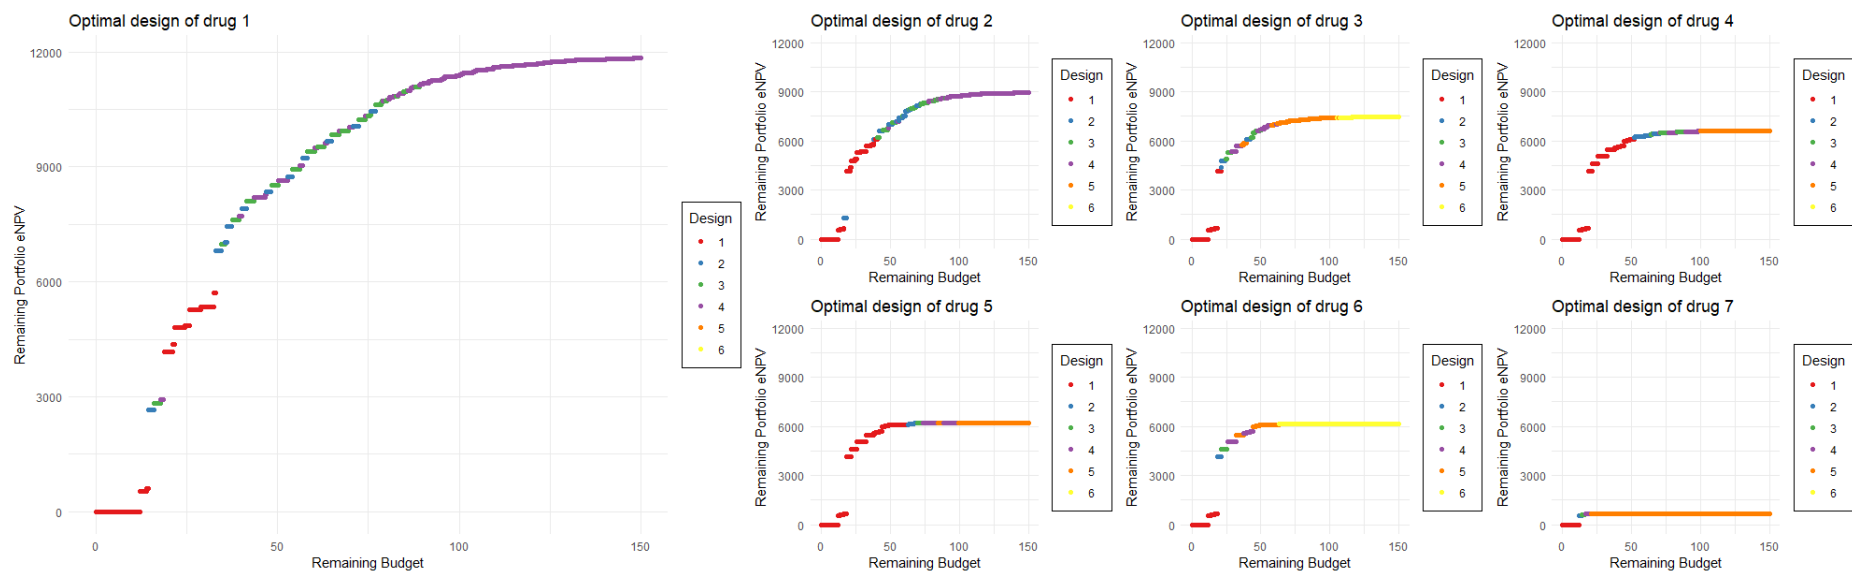 Optimal design of drug 1
Remaining Portfolio eNPV
12000
9000
6000
3000
0
0 50 100 150
Remaining Budget
Design
1
2
3
4
5
6
Optimal design of drug 2
Remaining Portfolio eNPV
12000
9000
6000
3000
0
0 50 100 150
Remaining Budget
Design
1
2
3
4
5
6
Optimal design of drug 3
Remaining Portfolio eNPV
12000
9000
6000
3000
0
0 50 100 150
Remaining Budget
Design
1
2
3
4
5
6
Optimal design of drug 4
Remaining Portfolio eNPV
12000
9000
6000
3000
0
0 50 100 150
Remaining Budget
Design
1
2
3
4
5
6
Optimal design of drug 5
Remaining Portfolio eNPV
12000
9000
6000
3000
0
0 50 100 150
Remaining Budget
Design
1
2
3
4
5
6
Optimal design of drug 6
Remaining Portfolio eNPV
12000
9000
6000
3000
0
0 50 100 150
Remaining Budget
Design
1
2
3
4
5
6
Optimal design of drug 7
Remaining Portfolio eNPV
12000
9000
6000
3000
0
0 50 100 150
Remaining Budget
Design
1
2
3
4
5
6